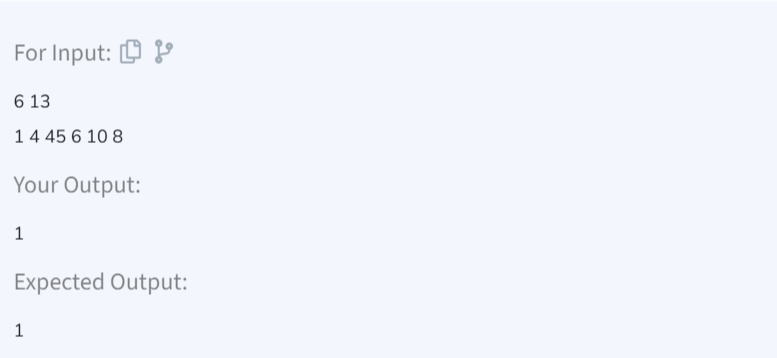 For Input:
6 13
1 4 45 6 10 8
Your Output:
1
Expected Output:
1